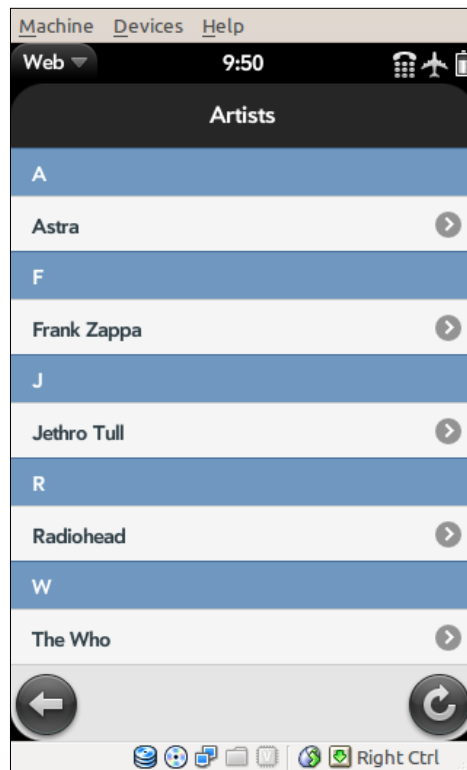 Machine Devices Help
Web 9:50
Artists
A
Astra
F
Frank Zappa
J
Jethro Tull
R
Radiohead
W
The Who
Right Ctrl